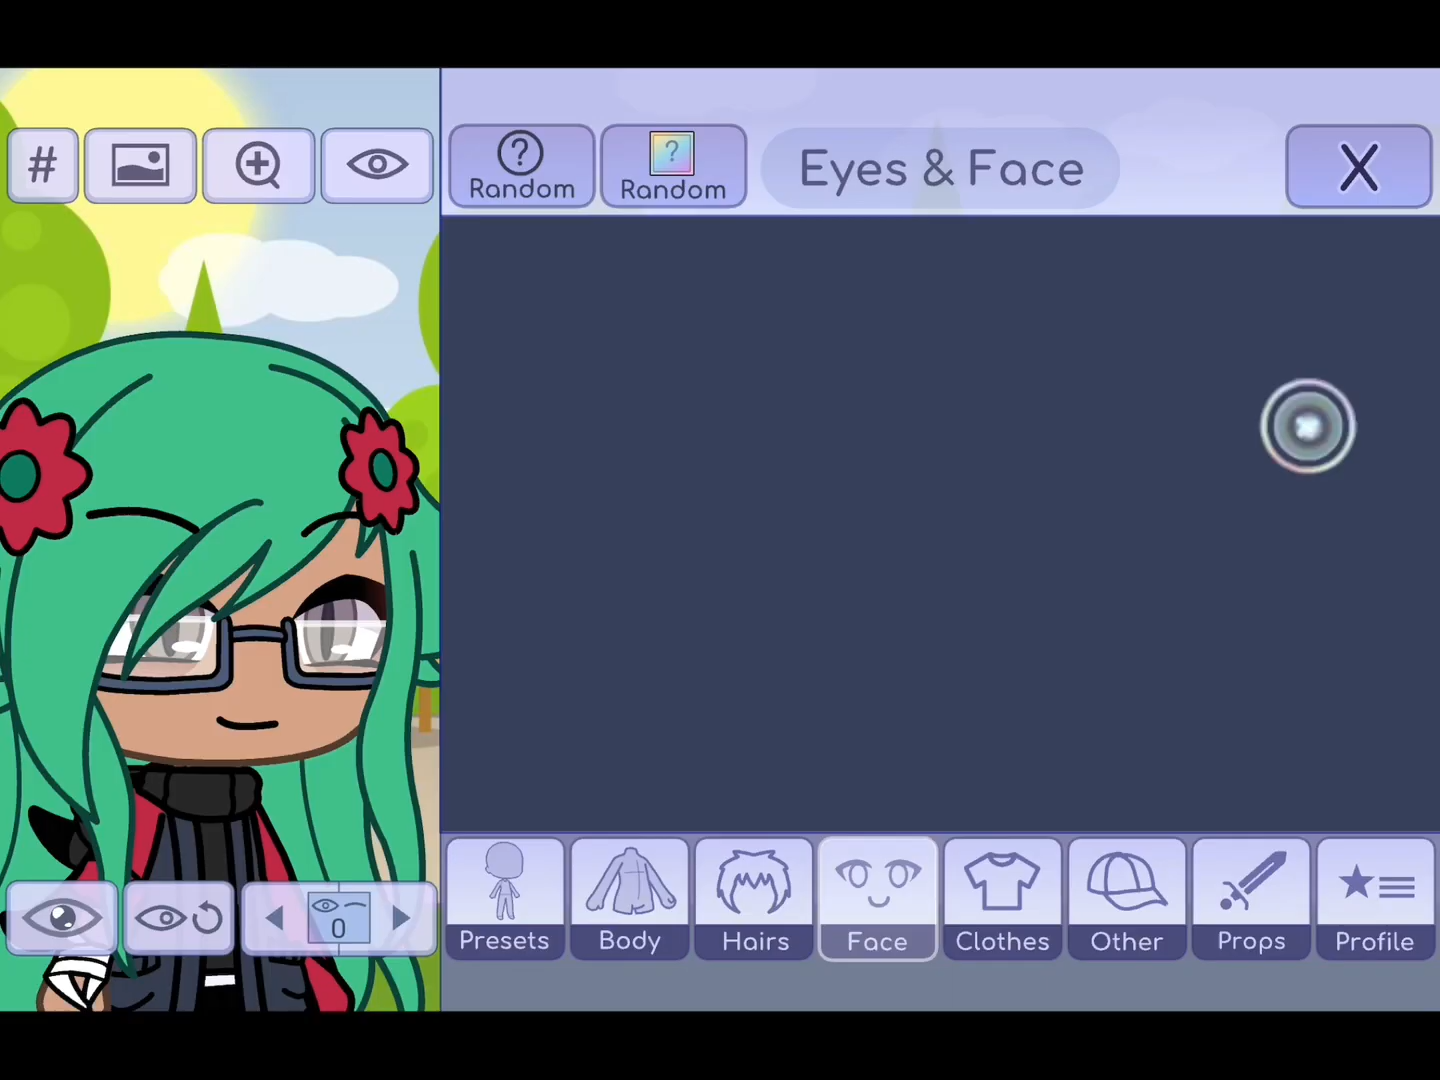 #
?
Random
?
Random
Eyes & Face
X
0
Presets
Body
Hairs
Face
Clothes
Other
Props
Profile